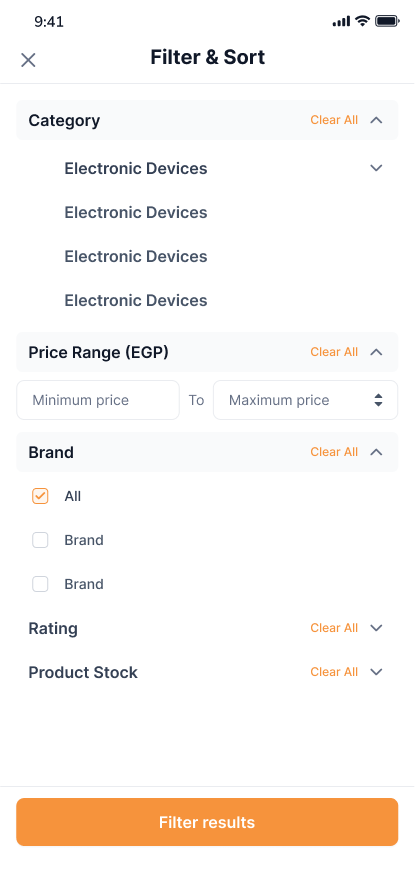 9:41
Filter & Sort
Category Clear All
Electronic Devices
Electronic Devices
Electronic Devices
Electronic Devices
Price Range (EGP) Clear All
Minimum price To Maximum price
Brand Clear All
All
Brand
Brand
Rating Clear All
Product Stock Clear All
Filter results